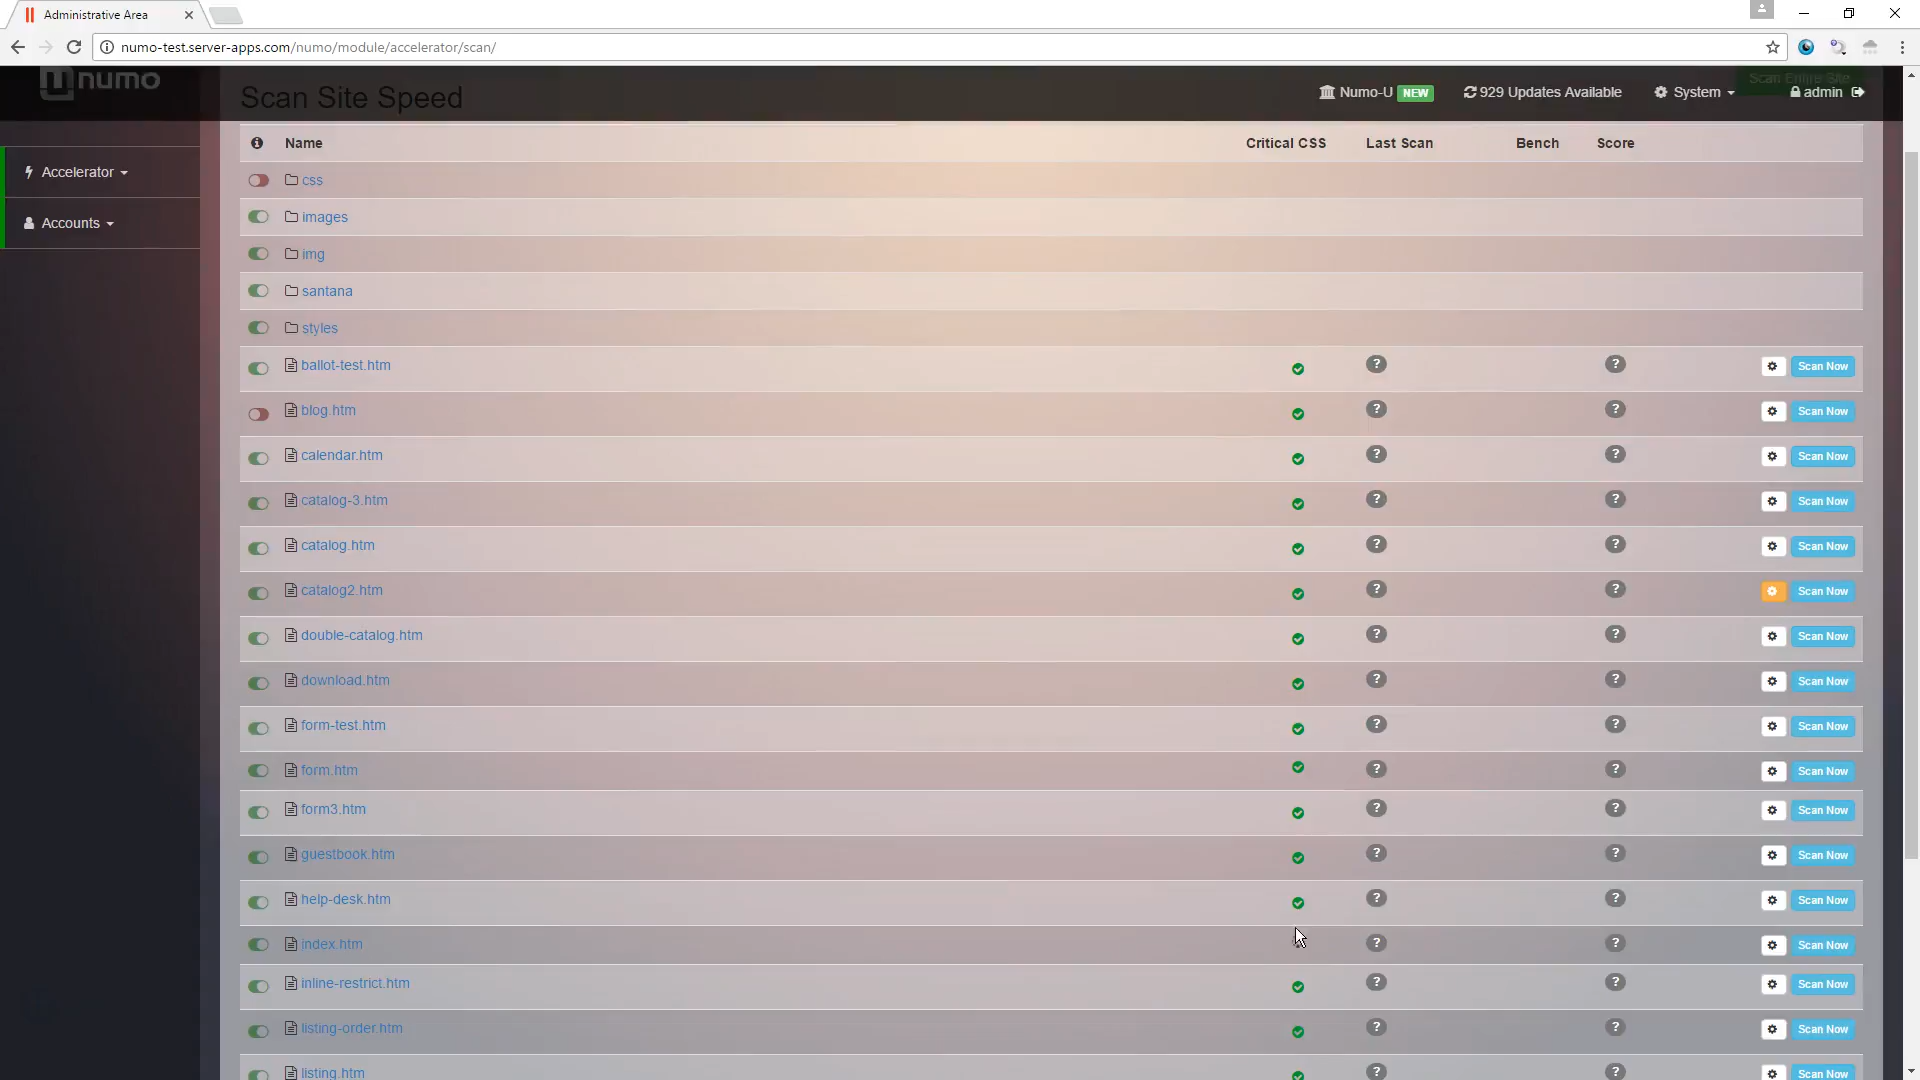 Administrative Area
numo-test.server-apps.com/numo/module/accelerator/scan/
numo
Scan Site Speed
Numo-U NEW
929 Updates Available
System
Scan Entire Site
admin
Accelerator
Accounts
Name Critical CSS Last Scan Bench Score
css
images
img
santana
styles
ballot-test.htm ? ? Scan Now
blog.htm ? ? Scan Now
calendar.htm ? ? Scan Now
catalog-3.htm ? ? Scan Now
catalog.htm ? ? Scan Now
catalog2.htm ? ? Scan Now
double-catalog.htm ? ? Scan Now
download.htm ? ? Scan Now
form-test.htm ? ? Scan Now
form.htm ? ? Scan Now
form3.htm ? ? Scan Now
guestbook.htm ? ? Scan Now
help-desk.htm ? ? Scan Now
index.htm ? ? Scan Now
inline-restrict.htm ? ? Scan Now
listing-order.htm ? ? Scan Now
listing.htm ? ? Scan Now